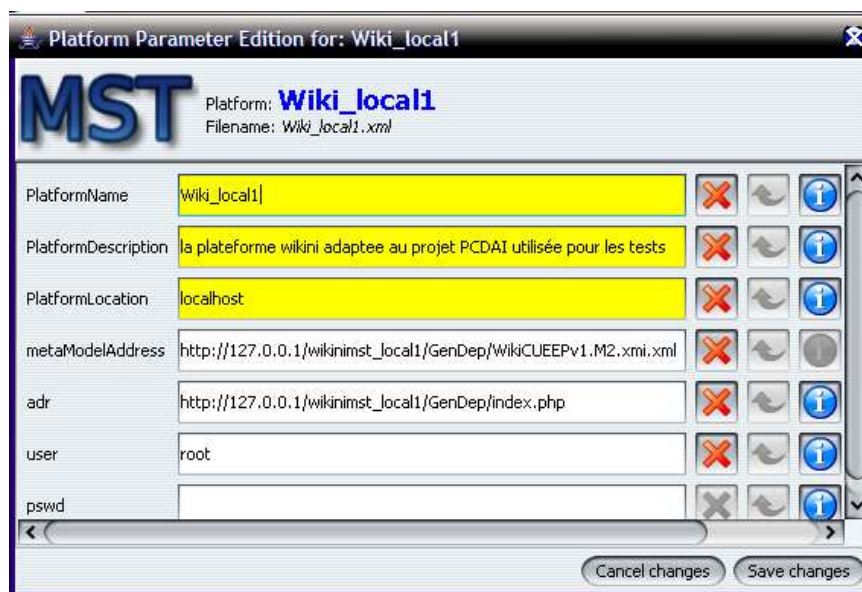 Platform Parameter Edition for: Wiki_local1
MST
Platform: Wiki_local1
Filename: Wiki_local1.xml
PlatformName Wiki_local1
PlatformDescription la plateforme wikini adaptee au projet PCDAI utilisée pour les tests
PlatformLocation localhost
metaModelAddress http://127.0.0.1/wikinimst_local1/GenDep/WikiCUEEPv1.M2.xmi.xml
adr http://127.0.0.1/wikinimst_local1/GenDep/index.php
user root
pswd
Cancel changes Save changes